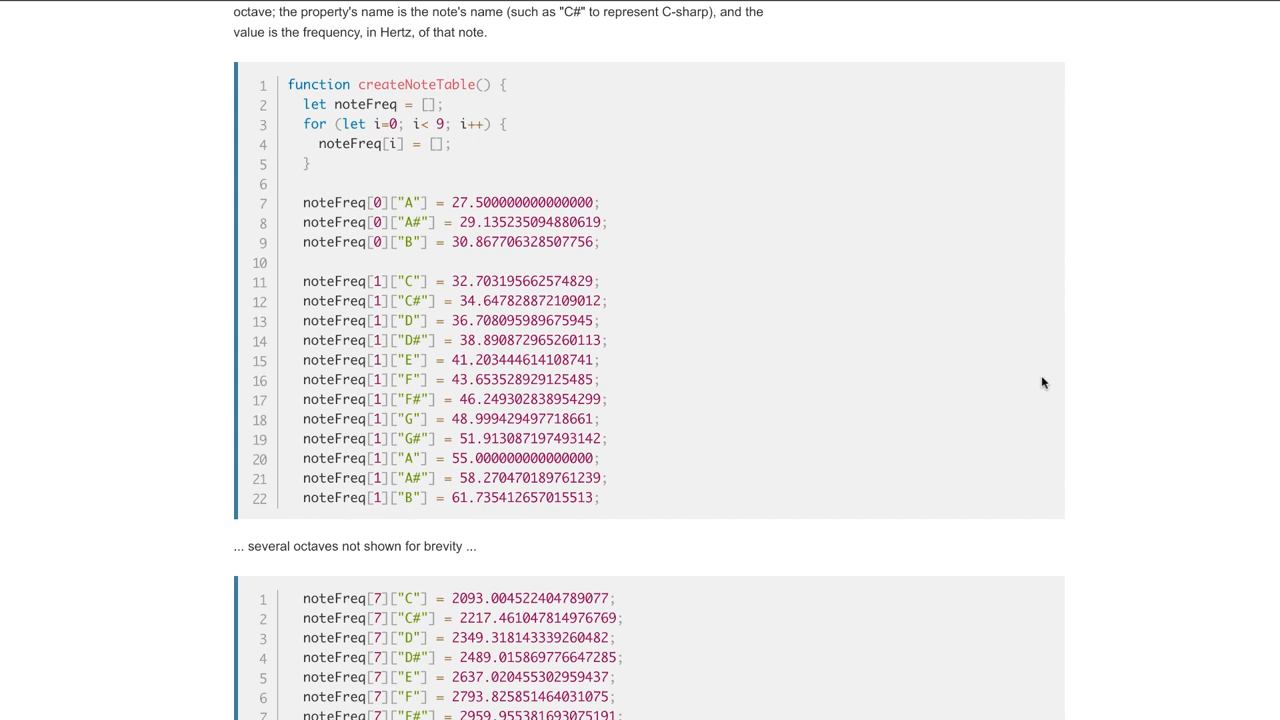 octave; the property's name is the note's name (such as "C#" to represent C-sharp), and the
value is the frequency, in Hertz, of that note.
1 function createNoteTable() {
2 let noteFreq = [];
3 for (let i=0; i< 9; i++) {
4 noteFreq[i] = [];
5 }
6
7 noteFreq[0]["A"] = 27.500000000000000;
8 noteFreq[0]["A#"] = 29.135235094880619;
9 noteFreq[0]["B"] = 30.867706328507756;
10
11 noteFreq[1]["C"] = 32.703195662574829;
12 noteFreq[1]["C#"] = 34.647828872109012;
13 noteFreq[1]["D"] = 36.708095989675945;
14 noteFreq[1]["D#"] = 38.890872965260113;
15 noteFreq[1]["E"] = 41.203444614108741;
16 noteFreq[1]["F"] = 43.653528929125485;
17 noteFreq[1]["F#"] = 46.249302838954299;
18 noteFreq[1]["G"] = 48.999429497718661;
19 noteFreq[1]["G#"] = 51.913087197493142;
20 noteFreq[1]["A"] = 55.000000000000000;
21 noteFreq[1]["A#"] = 58.270470189761239;
22 noteFreq[1]["B"] = 61.735412657015513;
... several octaves not shown for brevity ...
1 noteFreq[7]["C"] = 2093.004522404789077;
2 noteFreq[7]["C#"] = 2217.461047814976769;
3 noteFreq[7]["D"] = 2349.318143339260482;
4 noteFreq[7]["D#"] = 2489.015869776647285;
5 noteFreq[7]["E"] = 2637.020455302959437;
6 noteFreq[7]["F"] = 2793.825851464031075;
7 noteFreq[7]["F#"] = 2959.955381693075191;